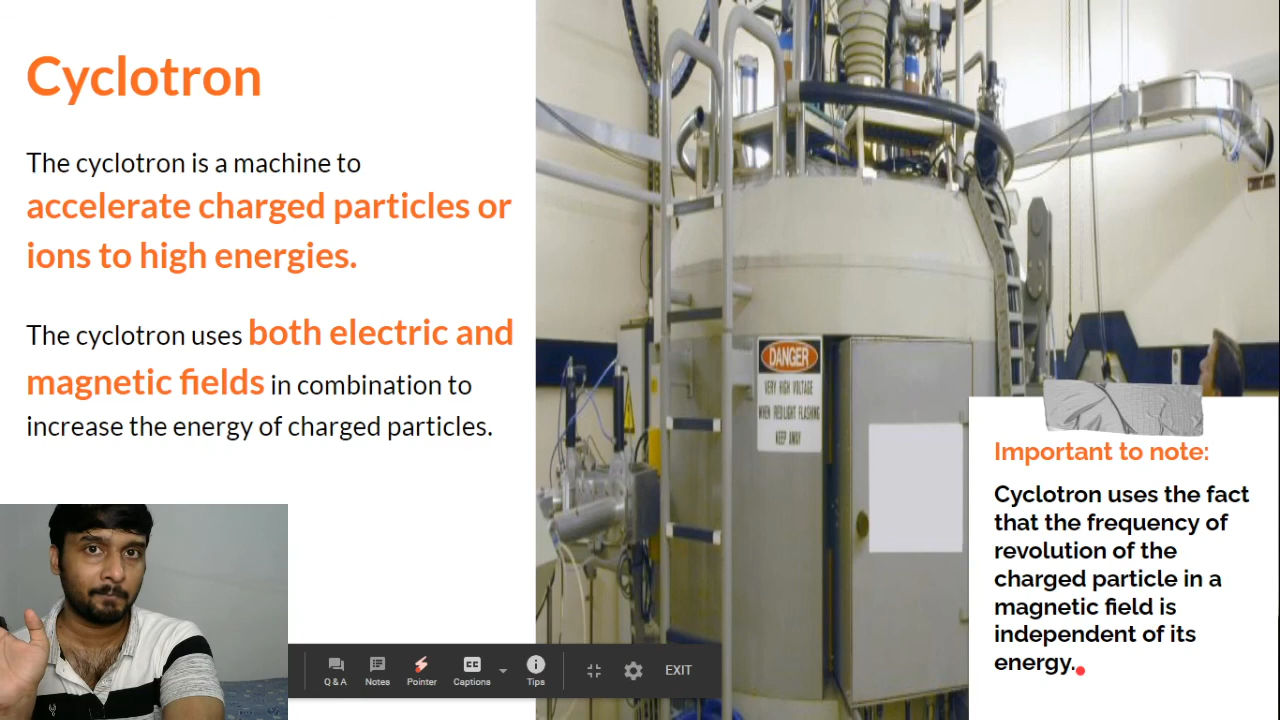 Cyclotron
The cyclotron is a machine to
accelerate charged particles or
ions to high energies.
The cyclotron uses both electric and
magnetic fields in combination to
increase the energy of charged particles.
DANGER
VERY HIGH VOLTAGE
WHEN RED LIGHT FLASHING
KEEP AWAY
Important to note:
Cyclotron uses the fact
that the frequency of
revolution of the
charged particle in a
magnetic field is
independent of its
energy.
Q & A Notes Pointer CC Captions Tips EXIT